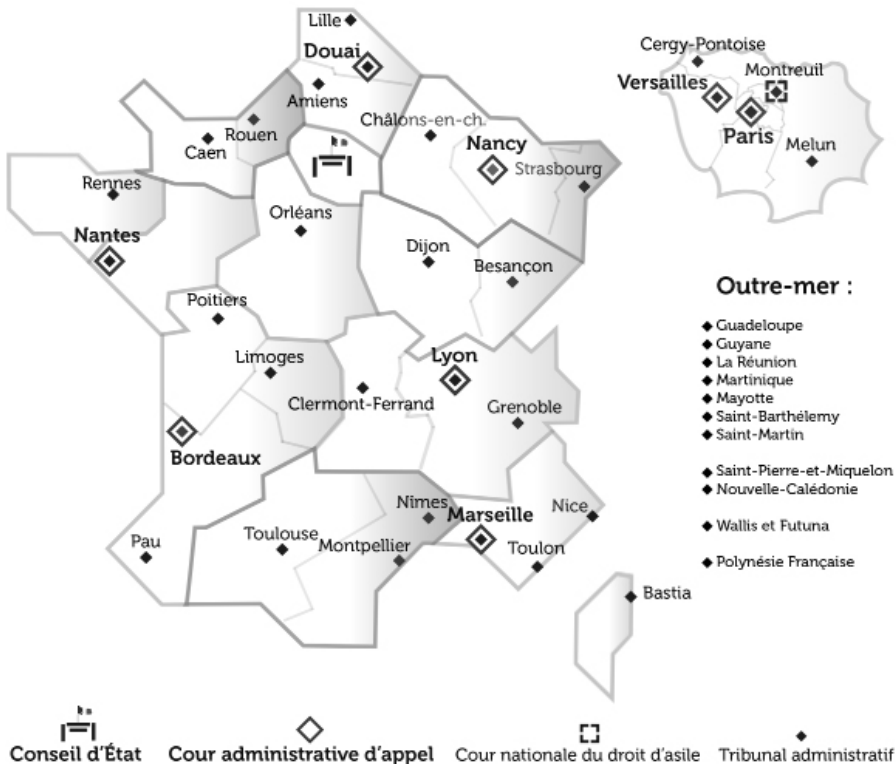 Lille
Douai
Amiens
Rouen
Caen
Châlons-en-ch.
Nancy
Strasbourg
Rennes
Nantes
Orléans
Dijon
Besançon
Poitiers
Limoges
Lyon
Clermont-Ferrand
Grenoble
Bordeaux
Nîmes
Marseille
Nice
Pau
Toulouse
Montpellier
Toulon
Bastia
Cergy-Pontoise
Versailles
Montreuil
Paris
Melun
Outre-mer :
Guadeloupe
Guyane
La Réunion
Martinique
Mayotte
Saint-Barthélemy
Saint-Martin
Saint-Pierre-et-Miquelon
Nouvelle-Calédonie
Wallis et Futuna
Polynésie Française
Conseil d'État
Cour administrative d'appel
Cour nationale du droit d'asile
Tribunal administratif